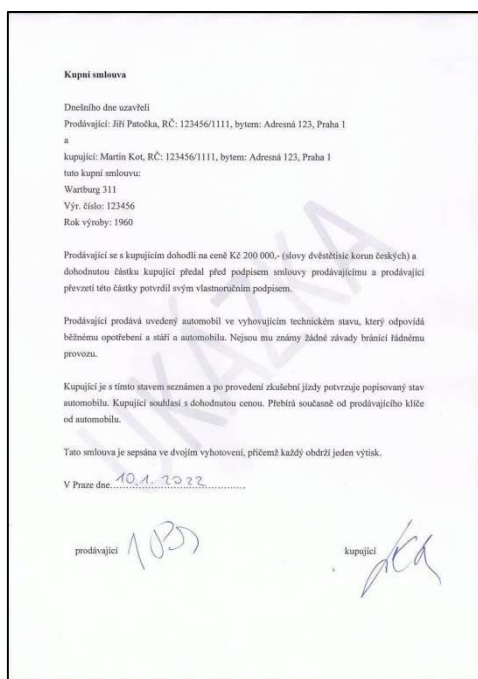 Kupní smlouva
Dnešního dne uzavřeli
Prodávající: Jiří Patočka, RČ: 123456/1111, bytem: Adresná 123, Praha 1
a
kupující: Martin Kot, RČ: 123456/1111, bytem: Adresná 123, Praha 1
tuto kupní smlouvu:
Wartburg 311
Výr. číslo: 123456
Rok výroby: 1960
Prodávající se s kupujícím dohodli na ceně Kč 200 000,- (slovy dvěstětisíc korun českých) a
dohodnutou částku kupující předal před podpisem smlouvy prodávajícímu a prodávající
převzetí této částky potvrdil svým vlastnoručním podpisem.
Prodávající prodává uvedený automobil ve vyhovujícím technickém stavu, který odpovídá
běžnému opotřebení a stáří a automobilu. Nejsou mu známy žádné závady bránící řádnému
provozu.
Kupující je s tímto stavem seznámen a po provedení zkušební jízdy potvrzuje popisovaný stav
automobilu. Kupující souhlasí s dohodnutou cenou. Přebírá současně od prodávajícího klíče
od automobilu.
Tato smlouva je sepsána ve dvojím vyhotovení, přičemž každý obdrží jeden výtisk.
V Praze dne 10.1.2022
prodávající kupující
UKÁZKA